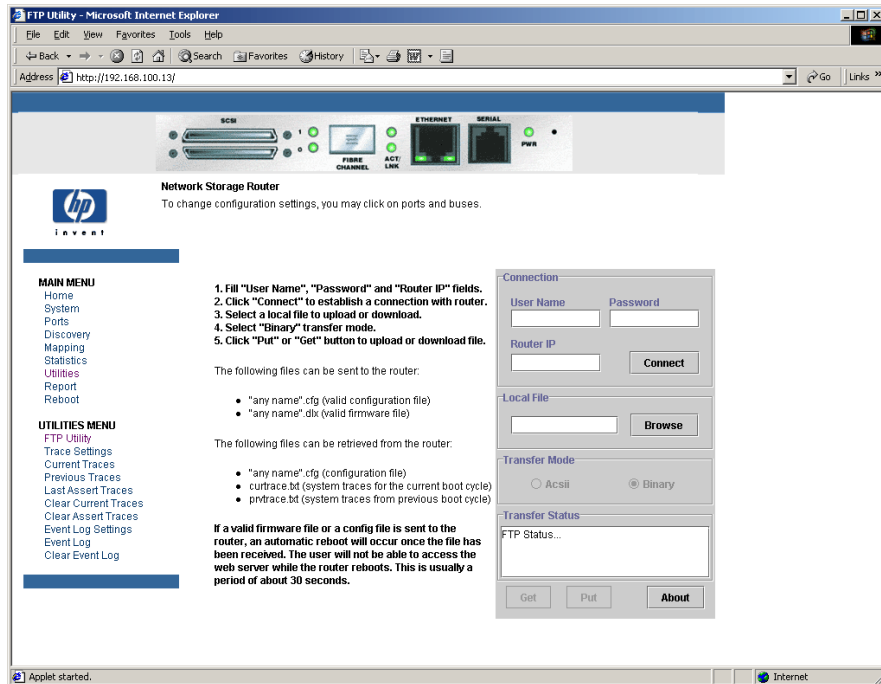 FTP Utility - Microsoft Internet Explorer
File Edit View Favorites Tools Help
Back Search Favorites History
Address http://192.168.100.13/ Go Links »
SCSI
1
0
FIBRE CHANNEL
ACT/ LNK
ETHERNET
SERIAL
PWR
hp
invent
Network Storage Router
To change configuration settings, you may click on ports and buses.
MAIN MENU
Home
System
Ports
Discovery
Mapping
Statistics
Utilities
Report
Reboot
UTILITIES MENU
FTP Utility
Trace Settings
Current Traces
Previous Traces
Last Assert Traces
Clear Current Traces
Clear Assert Traces
Event Log Settings
Event Log
Clear Event Log
1. Fill "User Name", "Password" and "Router IP" fields.
2. Click "Connect" to establish a connection with router.
3. Select a local file to upload or download.
4. Select "Binary" transfer mode.
5. Click "Put" or "Get" button to upload or download file.
The following files can be sent to the router:
• "any name".cfg (valid configuration file)
• "any name".dlx (valid firmware file)
The following files can be retrieved from the router:
• "any name".cfg (configuration file)
• curtrace.txt (system traces for the current boot cycle)
• prvtrace.txt (system traces from previous boot cycle)
If a valid firmware file or a config file is sent to the
router, an automatic reboot will occur once the file has
been received. The user will not be able to access the
web server while the router reboots. This is usually a
period of about 30 seconds.
Connection
User Name Password
Router IP
Connect
Local File
Browse
Transfer Mode
Acsii Binary
Transfer Status
FTP Status...
Get Put About
Applet started. Internet